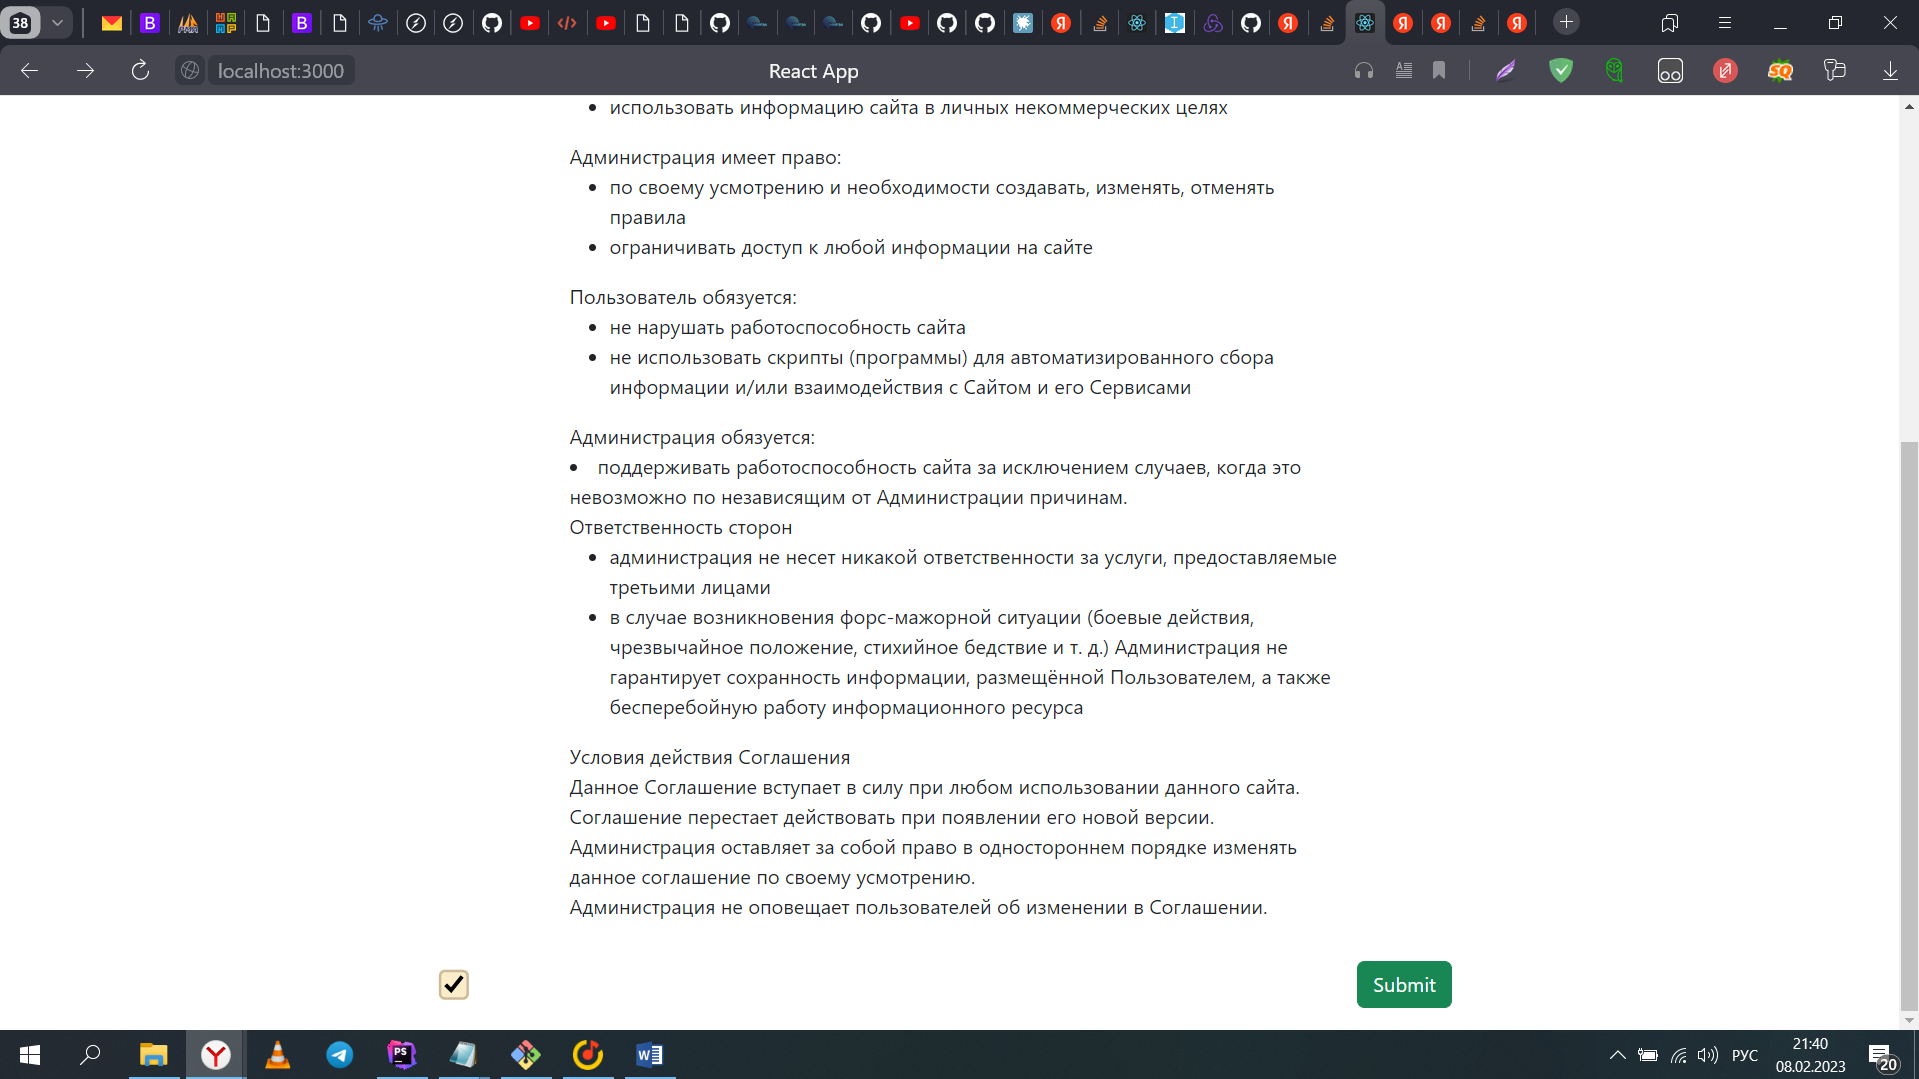 38
localhost:3000
React App
использовать информацию сайта в личных некоммерческих целях
Администрация имеет право:
по своему усмотрению и необходимости создавать, изменять, отменять
правила
ограничивать доступ к любой информации на сайте
Пользователь обязуется:
не нарушать работоспособность сайта
не использовать скрипты (программы) для автоматизированного сбора
информации и/или взаимодействия с Сайтом и его Сервисами
Администрация обязуется:
поддерживать работоспособность сайта за исключением случаев, когда это
невозможно по независящим от Администрации причинам.
Ответственность сторон
администрация не несет никакой ответственности за услуги, предоставляемые
третьими лицами
в случае возникновения форс-мажорной ситуации (боевые действия,
чрезвычайное положение, стихийное бедствие и т. д.) Администрация не
гарантирует сохранность информации, размещённой Пользователем, а также
бесперебойную работу информационного ресурса
Условия действия Соглашения
Данное Соглашение вступает в силу при любом использовании данного сайта.
Соглашение перестает действовать при появлении его новой версии.
Администрация оставляет за собой право в одностороннем порядке изменять
данное соглашение по своему усмотрению.
Администрация не оповещает пользователей об изменении в Соглашении.
Submit
РУС
21:40
08.02.2023
20